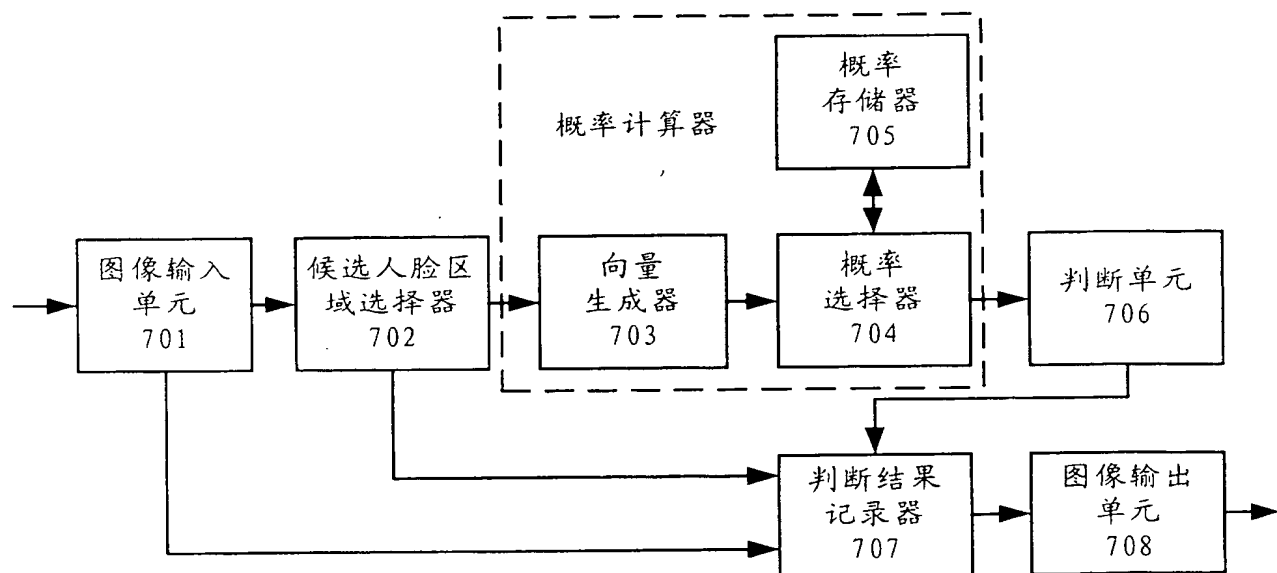 概率
存储器
705
概率计算器
图像输入
单元
701
候选人脸区
域选择器
702
向量
生成器
703
概率
选择器
704
判断单元
706
判断结果
记录器
707
图像输出
单元
708